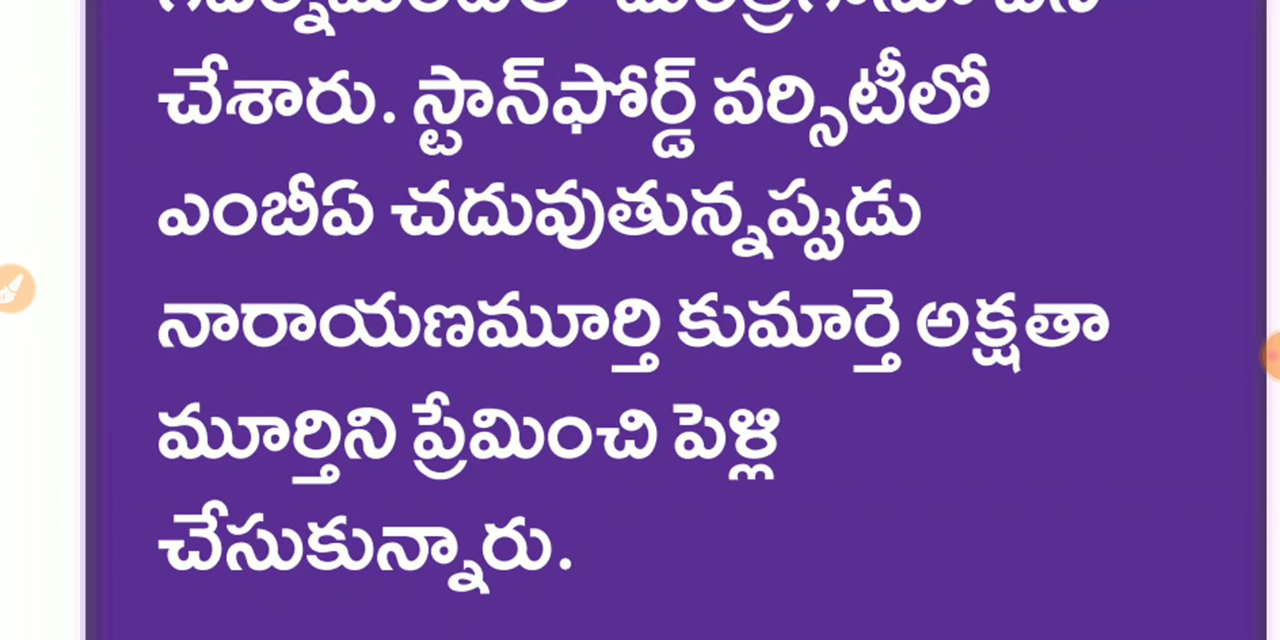 చేశారు. స్టాన్‌ఫోర్డ్ వర్సిటీలో
ఎంబీఏ చదువుతున్నప్పుడు
నారాయణమూర్తి కుమార్తె అక్షతా
మూర్తిని ప్రేమించి పెళ్లి
చేసుకున్నారు.